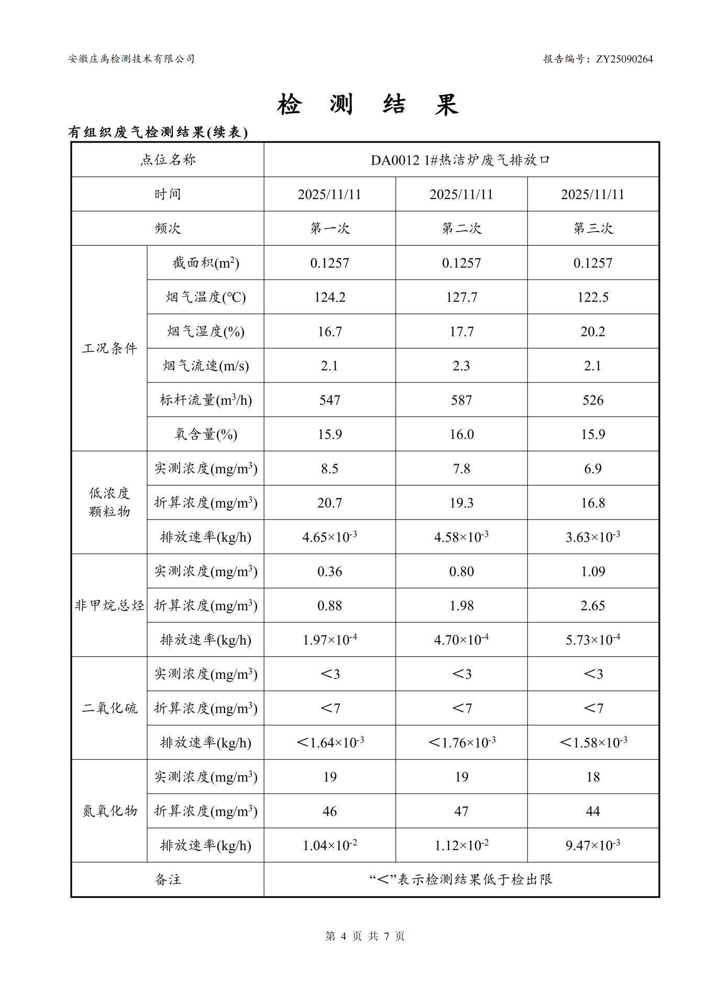 安徽庄禹检测技术有限公司 报告编号：ZY25090264
检 测 结 果
有组织废气检测结果(续表)
点位名称 DA0012 1#热洁炉废气排放口
时间 2025/11/11 2025/11/11 2025/11/11
频次 第一次 第二次 第三次
工况条件
截面积(m²) 0.1257 0.1257 0.1257
烟气温度(℃) 124.2 127.7 122.5
烟气湿度(%) 16.7 17.7 20.2
烟气流速(m/s) 2.1 2.3 2.1
标杆流量(m³/h) 547 587 526
氧含量(%) 15.9 16.0 15.9
低浓度
颗粒物
实测浓度(mg/m³) 8.5 7.8 6.9
折算浓度(mg/m³) 20.7 19.3 16.8
排放速率(kg/h) 4.65×10⁻³ 4.58×10⁻³ 3.63×10⁻³
非甲烷总烃
实测浓度(mg/m³) 0.36 0.80 1.09
折算浓度(mg/m³) 0.88 1.98 2.65
排放速率(kg/h) 1.97×10⁻⁴ 4.70×10⁻⁴ 5.73×10⁻⁴
二氧化硫
实测浓度(mg/m³) ＜3 ＜3 ＜3
折算浓度(mg/m³) ＜7 ＜7 ＜7
排放速率(kg/h) ＜1.64×10⁻³ ＜1.76×10⁻³ ＜1.58×10⁻³
氮氧化物
实测浓度(mg/m³) 19 19 18
折算浓度(mg/m³) 46 47 44
排放速率(kg/h) 1.04×10⁻² 1.12×10⁻² 9.47×10⁻³
备注 “＜”表示检测结果低于检出限
第 4 页 共 7 页